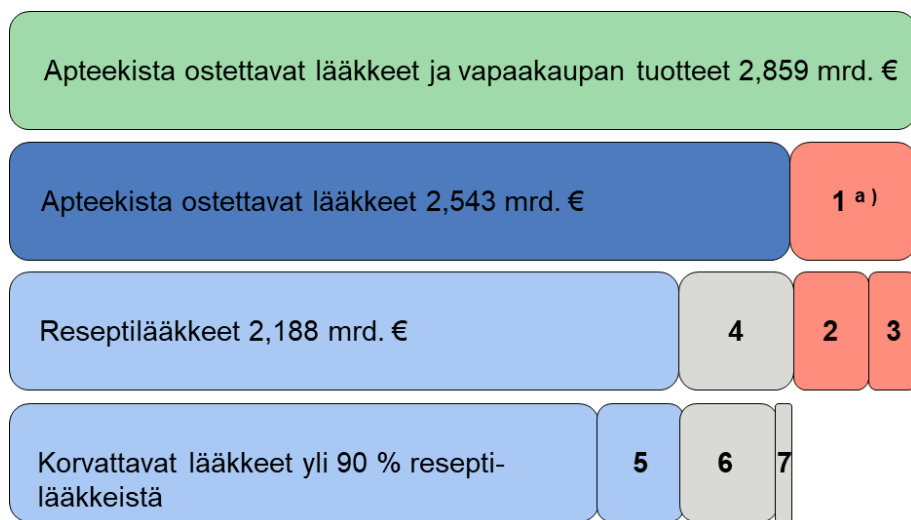 Apteekista ostettavat lääkkeet ja vapaakaupan tuotteet 2,859 mrd. €
Apteekista ostettavat lääkkeet 2,543 mrd. €
1 a )
Reseptilääkkeet 2,188 mrd. €
4
2
3
Korvattavat lääkkeet yli 90 % resepti-
lääkkeistä
5
6
7